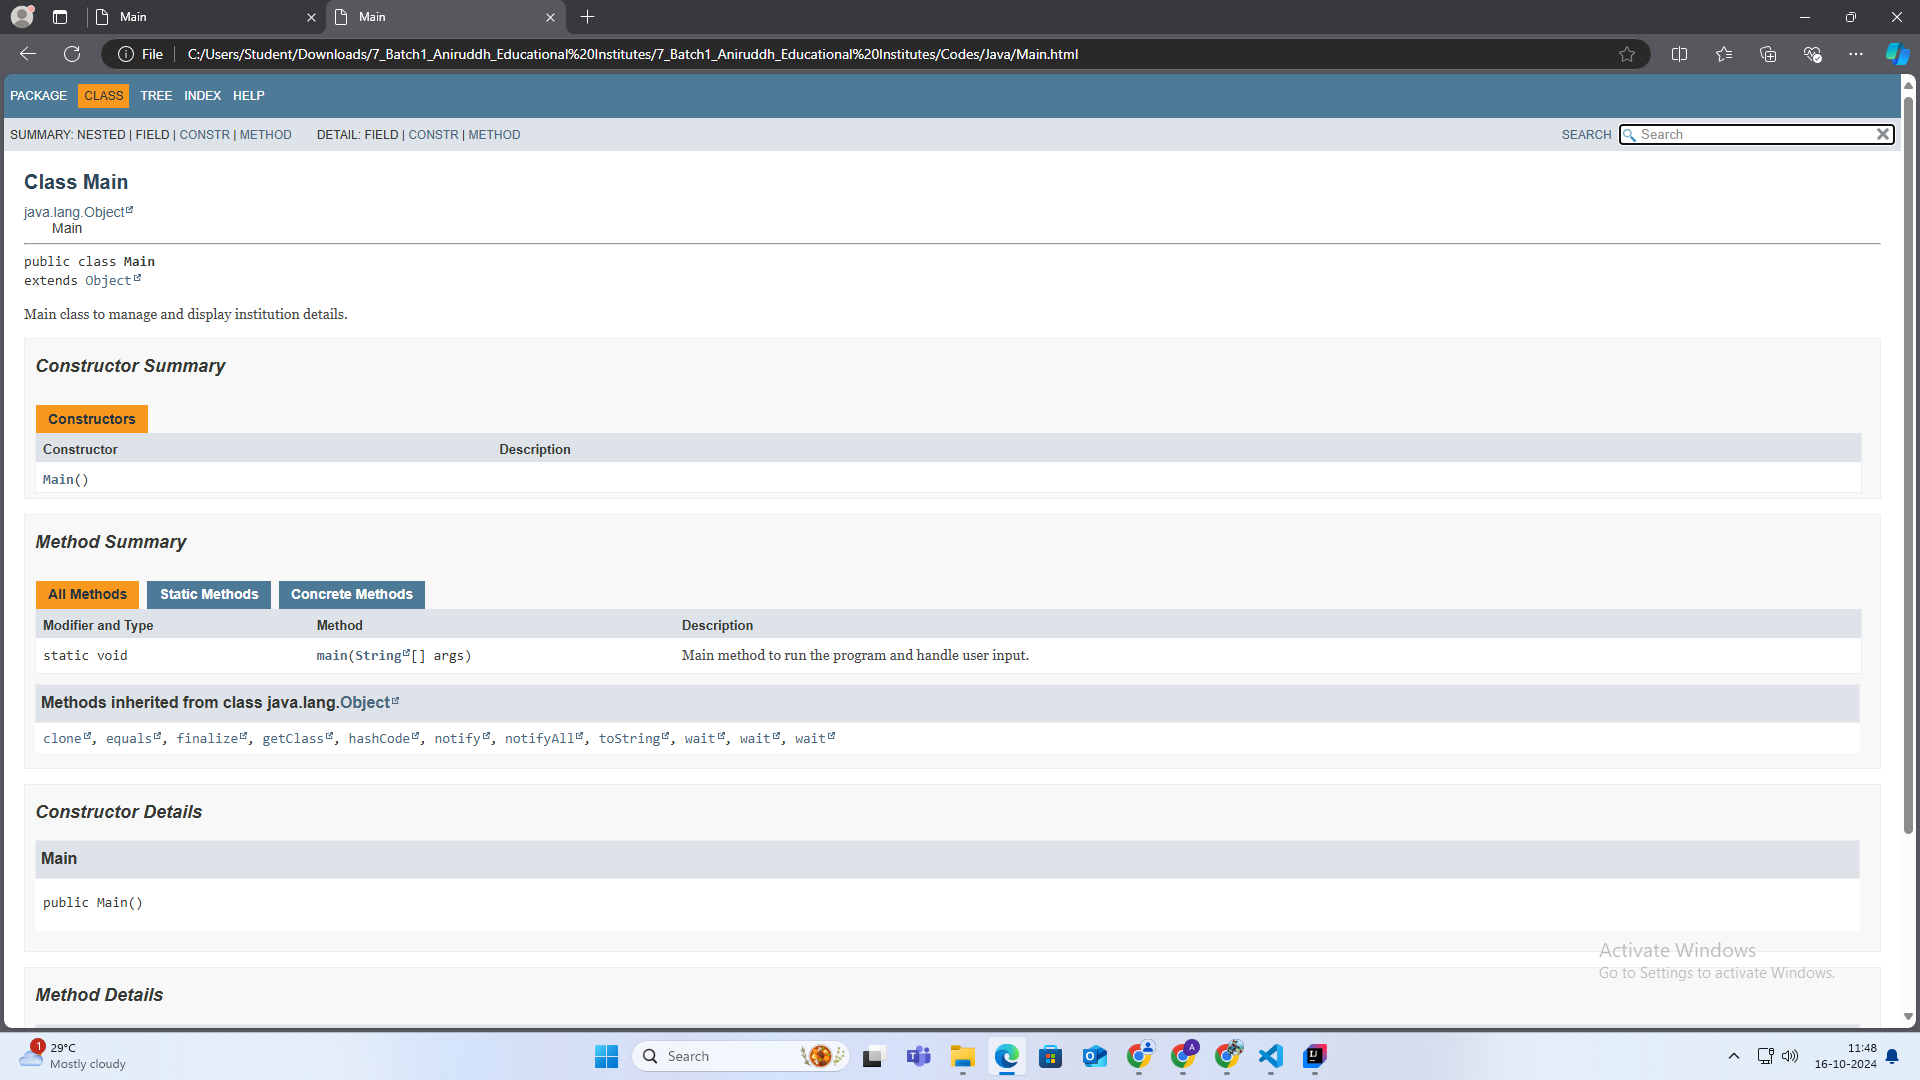 Main
Main
File
C:/Users/Student/Downloads/7_Batch1_Aniruddh_Educational%20Institutes/7_Batch1_Aniruddh_Educational%20Institutes/Codes/Java/Main.html
PACKAGE CLASS TREE INDEX HELP
SUMMARY: NESTED | FIELD | CONSTR | METHOD DETAIL: FIELD | CONSTR | METHOD SEARCH Search
Class Main
java.lang.Object
Main
public class Main
extends Object
Main class to manage and display institution details.
Constructor Summary
Constructors
Constructor Description
Main()
Method Summary
All Methods Static Methods Concrete Methods
Modifier and Type Method Description
static void main(String[] args) Main method to run the program and handle user input.
Methods inherited from class java.lang.Object
clone, equals, finalize, getClass, hashCode, notify, notifyAll, toString, wait, wait, wait
Constructor Details
Main
public Main()
Activate Windows
Go to Settings to activate Windows.
Method Details
1
29°C
Mostly cloudy
Search
A
11:48
16-10-2024